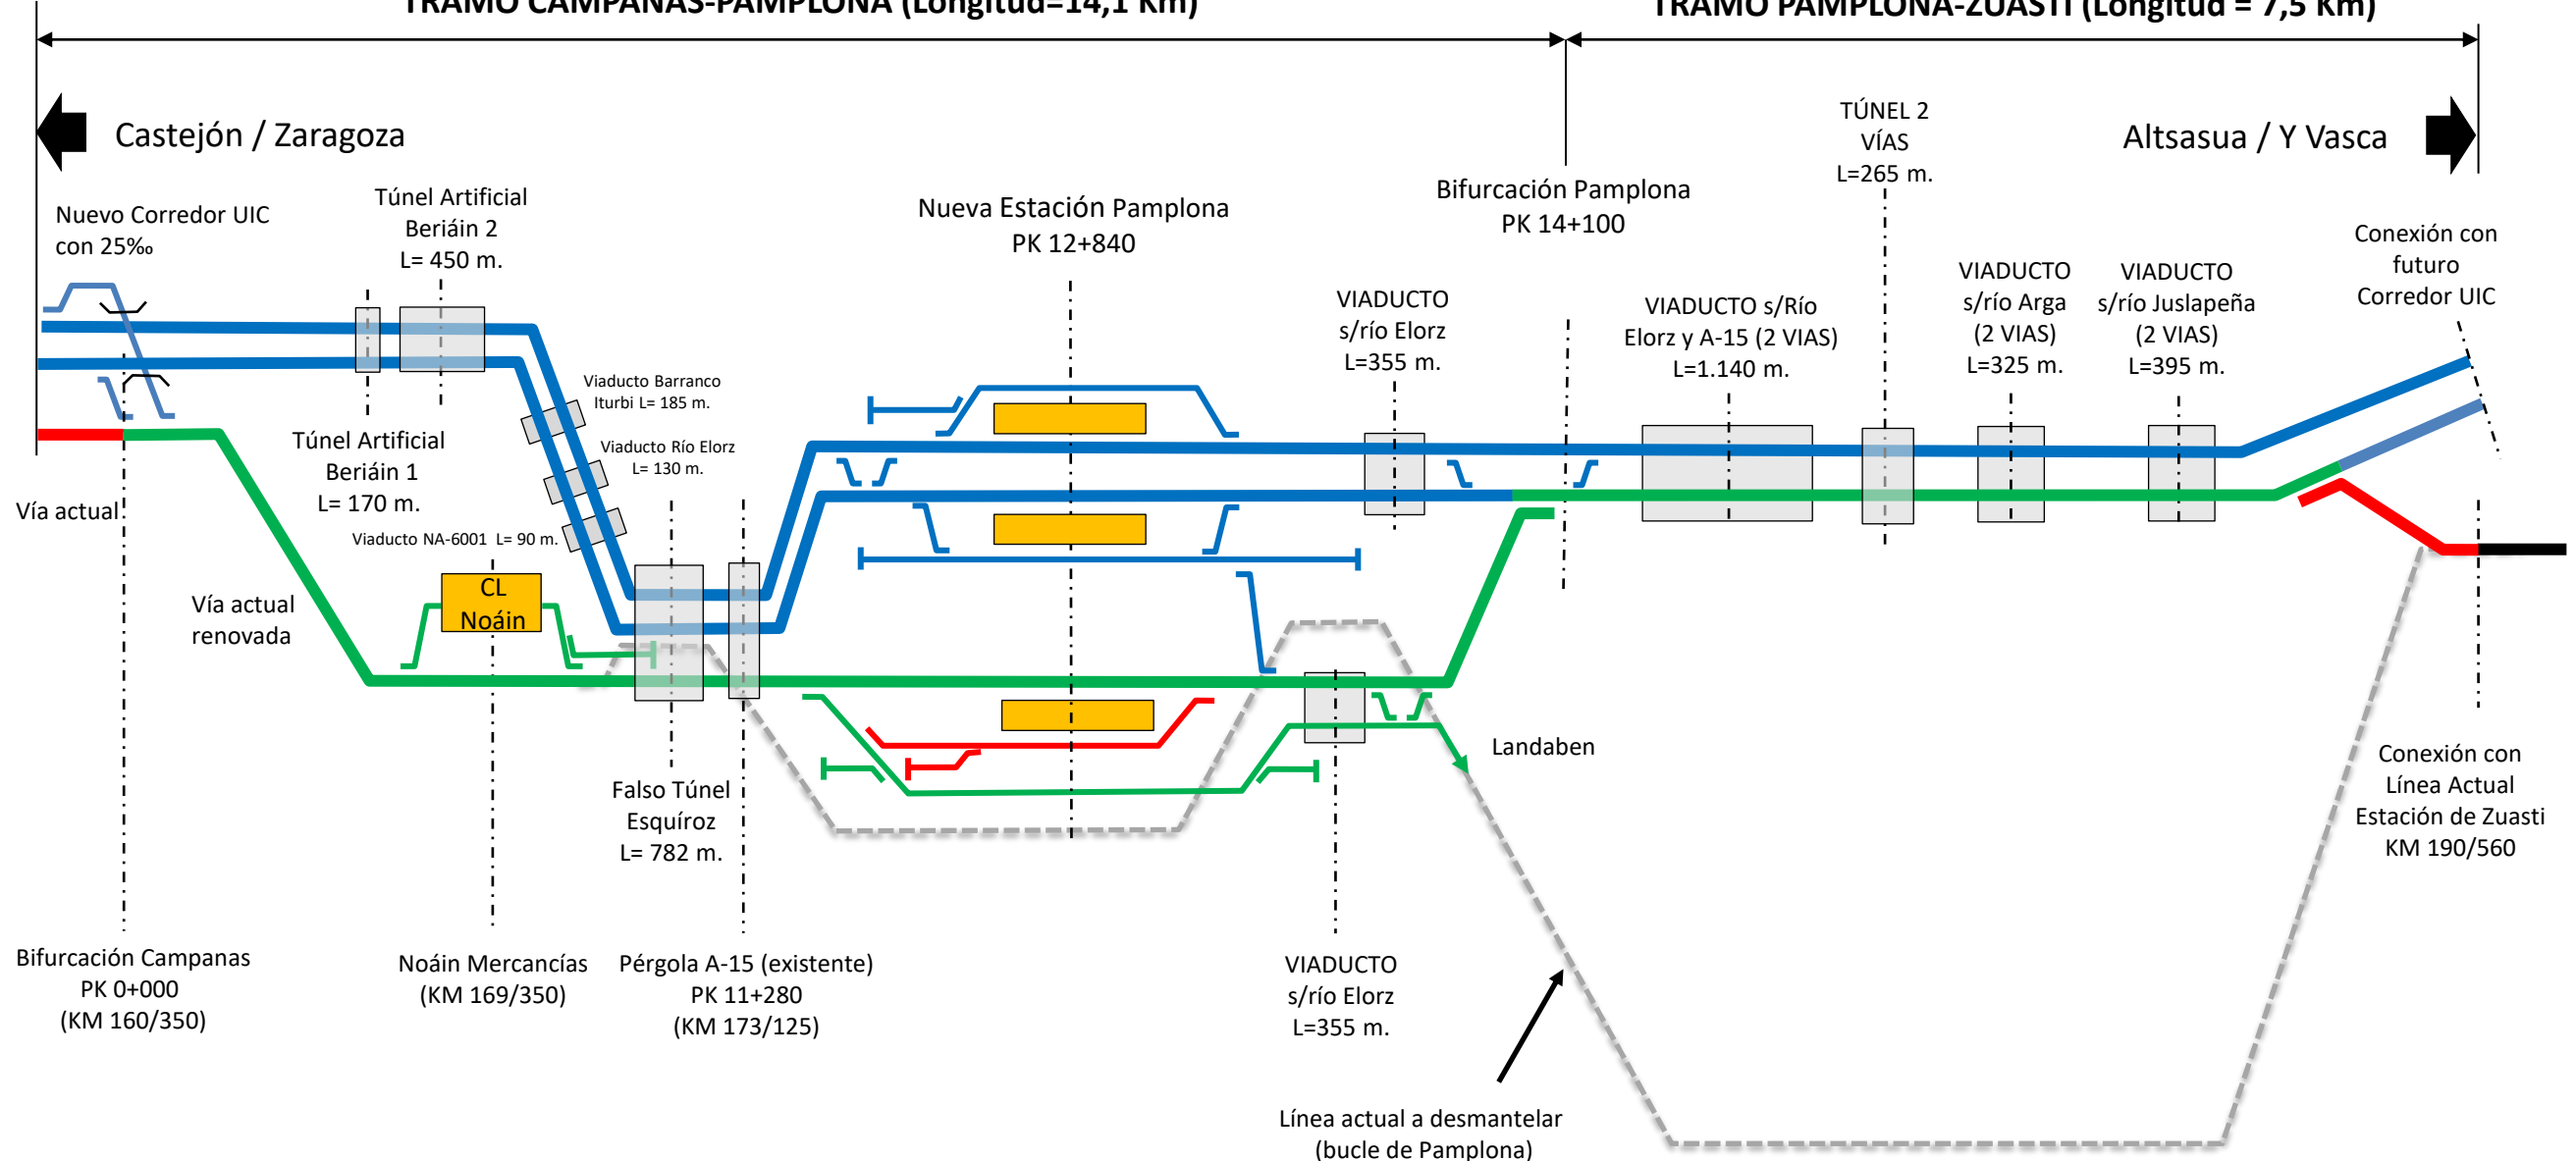 TRAMO CAMPANAS-PAMPLONA (Longitud=14,1 Km)
TRAMO PAMPLONA-ZUASTI (Longitud = 7,5 Km)
Castejón / Zaragoza
Altsasua / Y Vasca
Nuevo Corredor UIC
con 25‰
Túnel Artificial
Beriáin 2
L= 450 m.
Nueva Estación Pamplona
PK 12+840
Bifurcación Pamplona
PK 14+100
TÚNEL 2
VÍAS
L=265 m.
VIADUCTO
s/río Elorz
L=355 m.
VIADUCTO s/Río
Elorz y A-15 (2 VIAS)
L=1.140 m.
VIADUCTO
s/río Arga
(2 VIAS)
L=325 m.
VIADUCTO
s/río Juslapeña
(2 VIAS)
L=395 m.
Conexión con
futuro
Corredor UIC
Viaducto Barranco
Iturbi L= 185 m.
Túnel Artificial
Beriáin 1
L= 170 m.
Viaducto Río Elorz
L= 130 m.
Vía actual
Viaducto NA-6001 L= 90 m.
CL
Noáin
Vía actual
renovada
Landaben
Falso Túnel
Esquíroz
L= 782 m.
Conexión con
Línea Actual
Estación de Zuasti
KM 190/560
Bifurcación Campanas
PK 0+000
(KM 160/350)
Noáin Mercancías
(KM 169/350)
Pérgola A-15 (existente)
PK 11+280
(KM 173/125)
VIADUCTO
s/río Elorz
L=355 m.
Línea actual a desmantelar
(bucle de Pamplona)